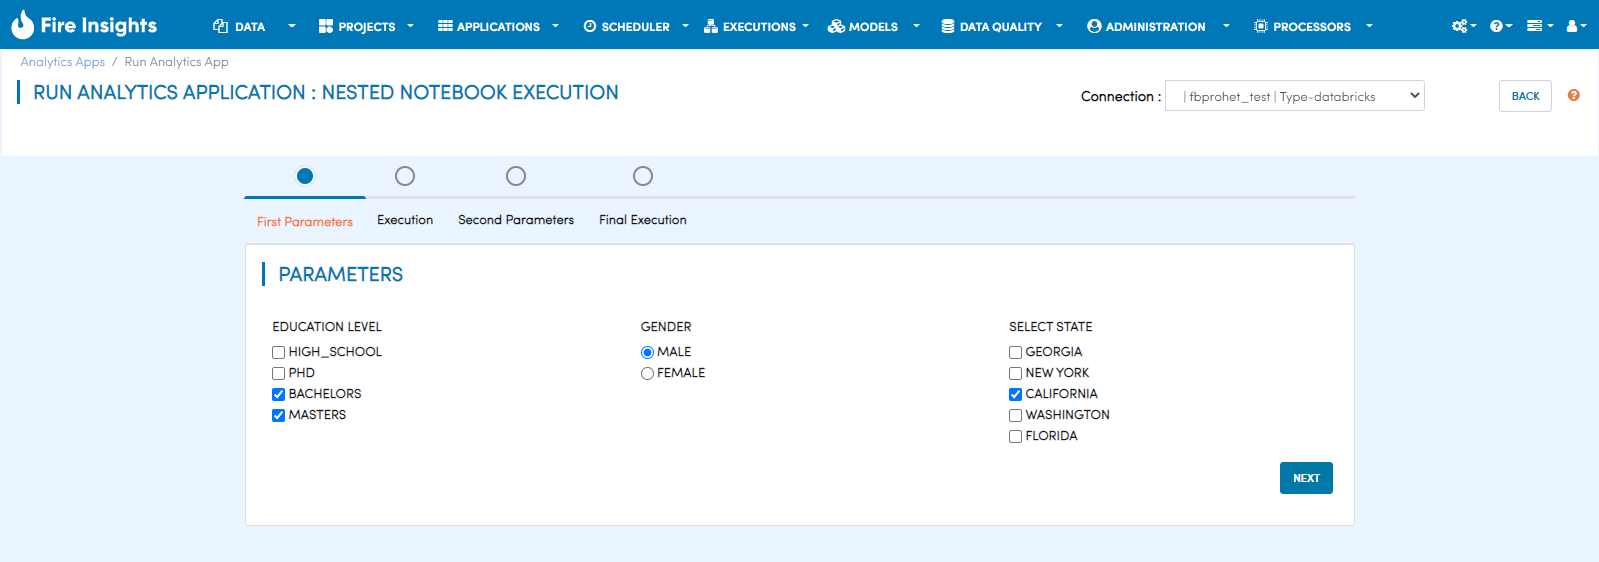 Fire Insights DATA PROJECTS APPLICATIONS SCHEDULER EXECUTIONS MODELS DATA QUALITY ADMINISTRATION PROCESSORS
Analytics Apps / Run Analytics App
RUN ANALYTICS APPLICATION : NESTED NOTEBOOK EXECUTION
Connection : | fbprohet_test | Type-databricks BACK
First Parameters Execution Second Parameters Final Execution
PARAMETERS
EDUCATION LEVEL
HIGH_SCHOOL
PHD
BACHELORS
MASTERS
GENDER
MALE
FEMALE
SELECT STATE
GEORGIA
NEW YORK
CALIFORNIA
WASHINGTON
FLORIDA
NEXT